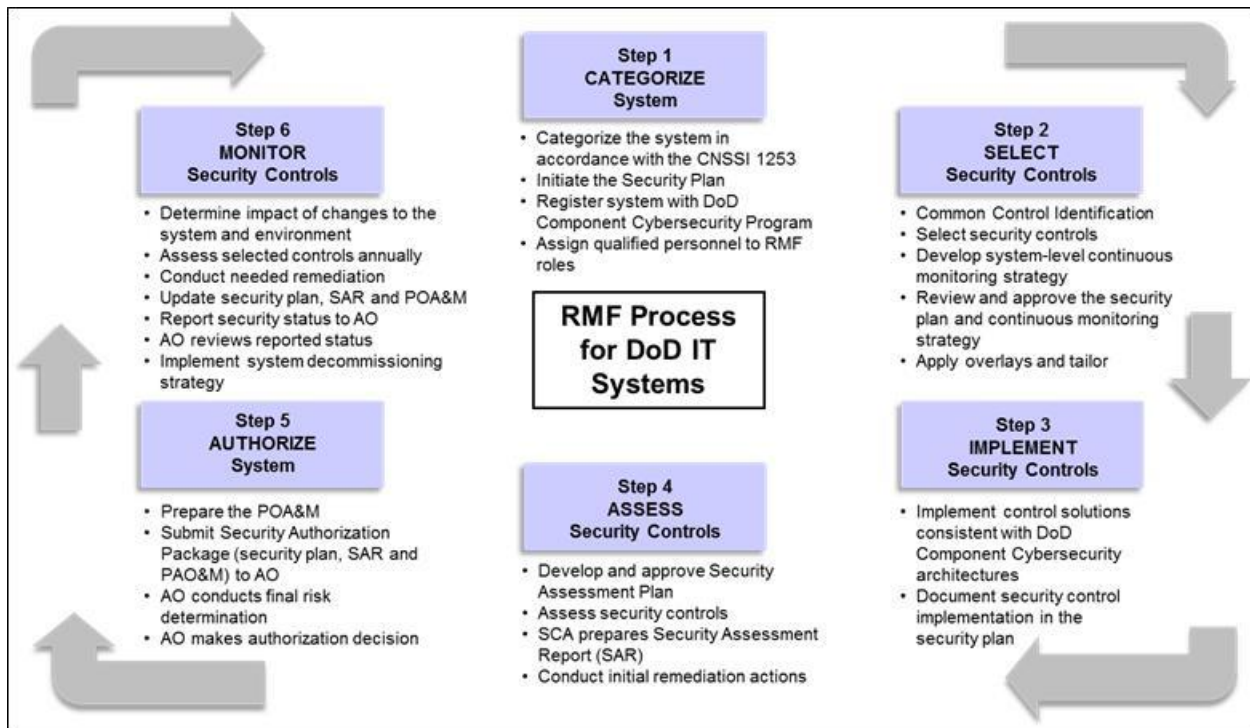 Step 1
CATEGORIZE
System
• Categorize the system in
accordance with the CNSSI 1253
• Initiate the Security Plan
• Register system with DoD
Component Cybersecurity Program
• Assign qualified personnel to RMF
roles
Step 2
SELECT
Security Controls
• Common Control Identification
• Select security controls
• Develop system-level continuous
monitoring strategy
• Review and approve the security
plan and continuous monitoring
strategy
• Apply overlays and tailor
Step 3
IMPLEMENT
Security Controls
• Implement control solutions
consistent with DoD
Component Cybersecurity
architectures
• Document security control
implementation in the
security plan
Step 4
ASSESS
Security Controls
• Develop and approve Security
Assessment Plan
• Assess security controls
• SCA prepares Security Assessment
Report (SAR)
• Conduct initial remediation actions
Step 5
AUTHORIZE
System
• Prepare the POA&M
• Submit Security Authorization
Package (security plan, SAR and
PAO&M) to AO
• AO conducts final risk
determination
• AO makes authorization decision
Step 6
MONITOR
Security Controls
• Determine impact of changes to the
system and environment
• Assess selected controls annually
• Conduct needed remediation
• Update security plan, SAR and POA&M
• Report security status to AO
• AO reviews reported status
• Implement system decommissioning
strategy
RMF Process
for DoD IT
Systems